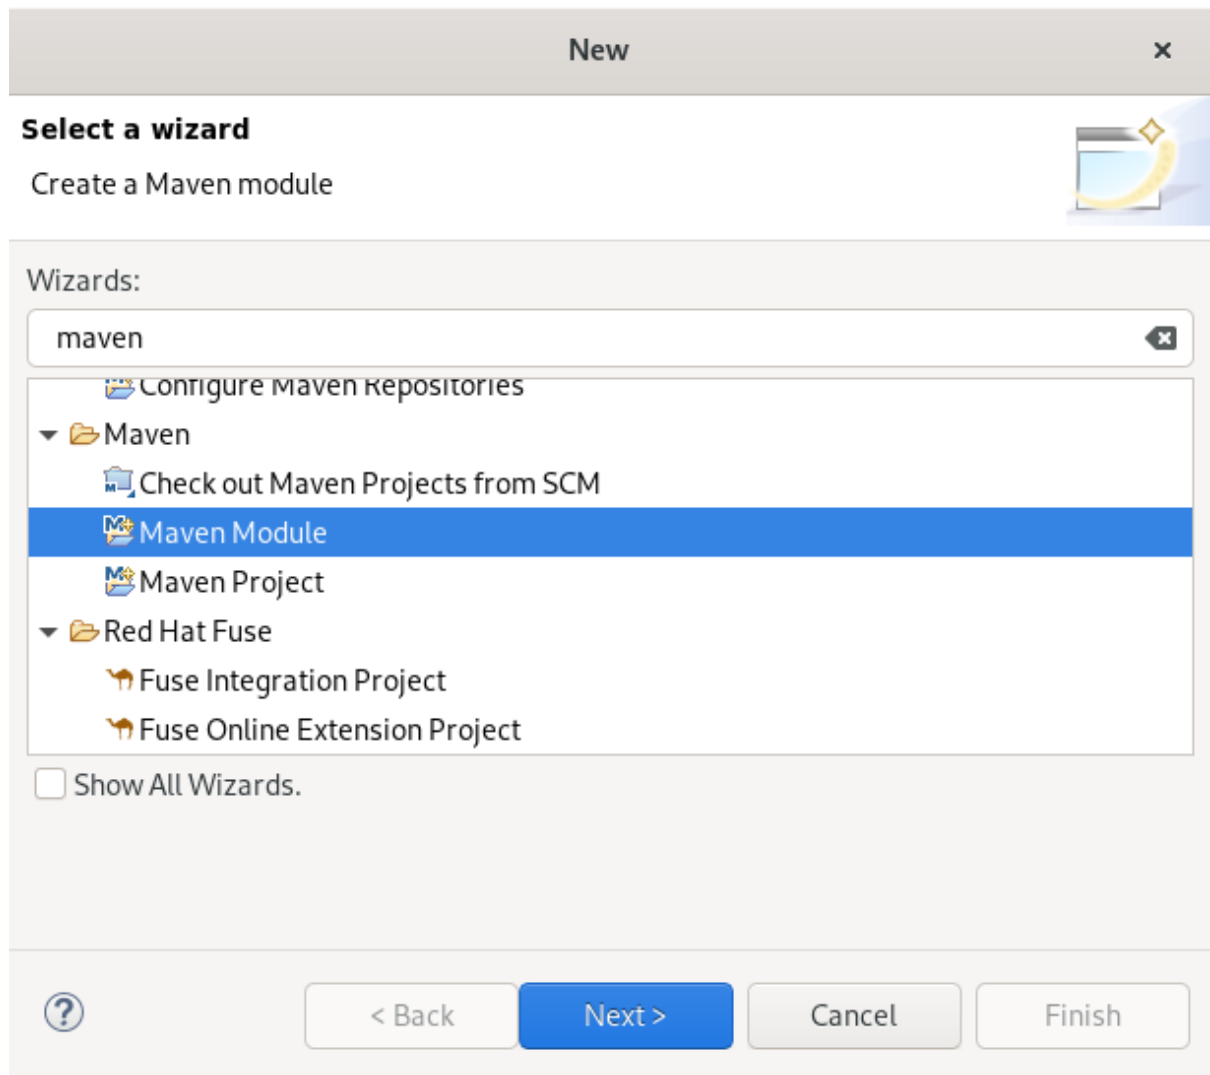 New
Select a wizard
Create a Maven module
Wizards:
maven
Configure Maven Repositories
Maven
Check out Maven Projects from SCM
Maven Module
Maven Project
Red Hat Fuse
Fuse Integration Project
Fuse Online Extension Project
Show All Wizards.
? < Back Next > Cancel Finish